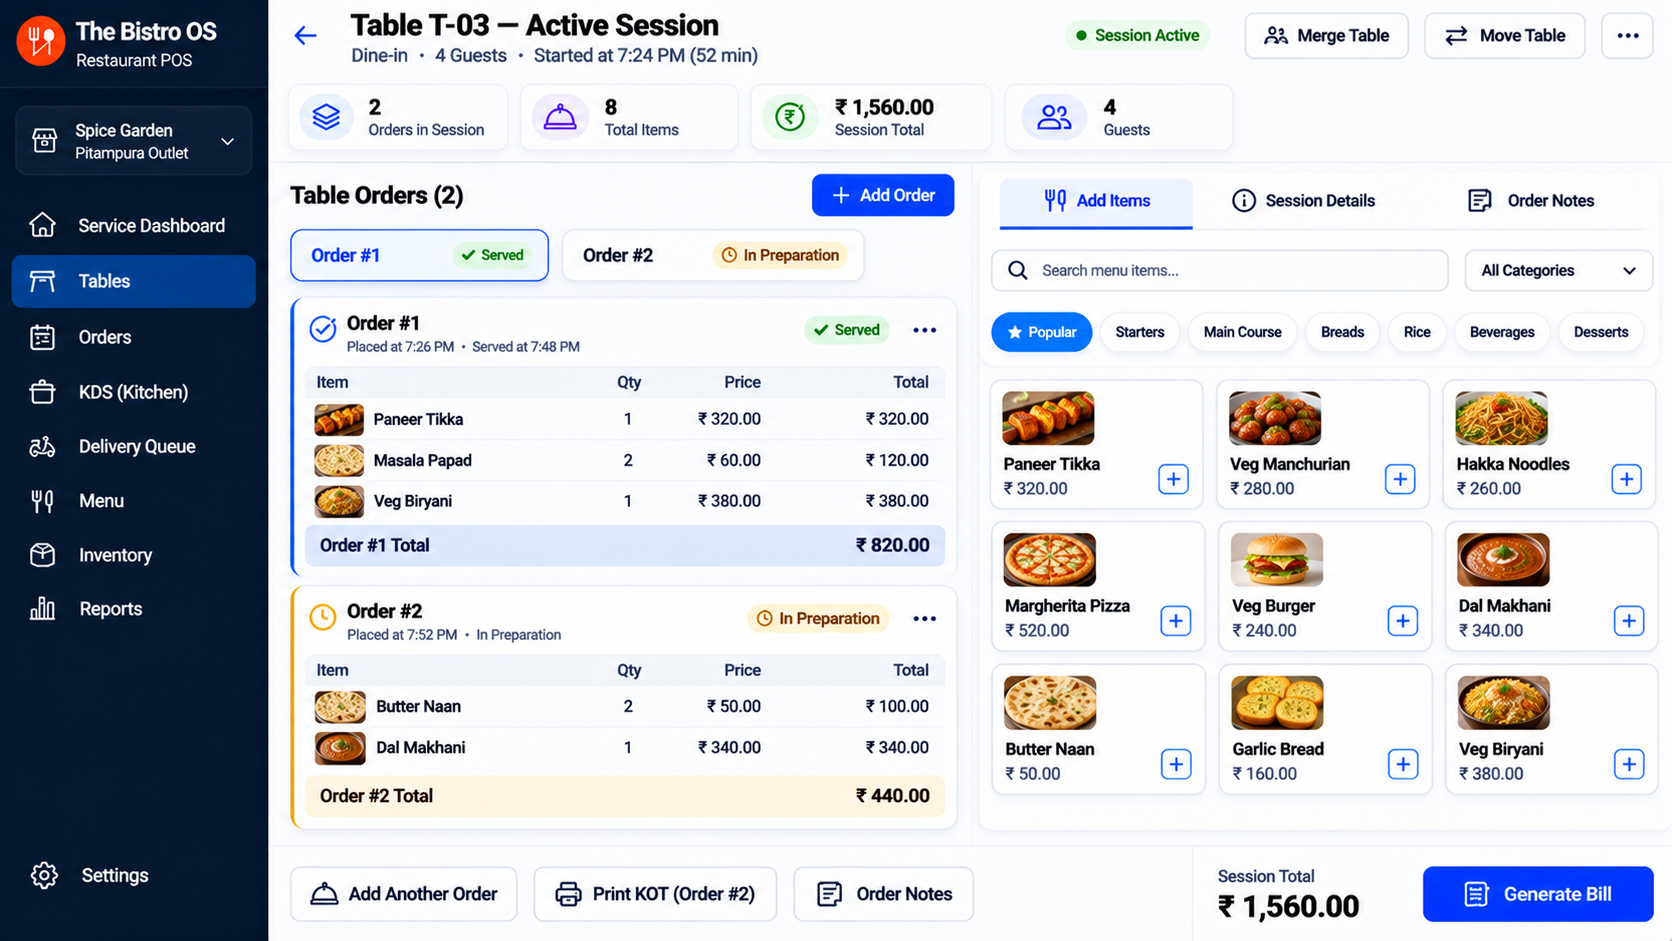 The Bistro OS
Restaurant POS
Spice Garden
Pitampura Outlet
Service Dashboard
Tables
Orders
KDS (Kitchen)
Delivery Queue
Menu
Inventory
Reports
Settings
Table T-03 — Active Session
Dine-in • 4 Guests • Started at 7:24 PM (52 min)
Session Active
Merge Table
Move Table
2
Orders in Session
8
Total Items
₹ 1,560.00
Session Total
4
Guests
Table Orders (2)
+ Add Order
Order #1 Served
Order #2 In Preparation
Order #1
Served
Placed at 7:26 PM • Served at 7:48 PM
Item Qty Price Total
Paneer Tikka 1 ₹ 320.00 ₹ 320.00
Masala Papad 2 ₹ 60.00 ₹ 120.00
Veg Biryani 1 ₹ 380.00 ₹ 380.00
Order #1 Total ₹ 820.00
Order #2
In Preparation
Placed at 7:52 PM • In Preparation
Item Qty Price Total
Butter Naan 2 ₹ 50.00 ₹ 100.00
Dal Makhani 1 ₹ 340.00 ₹ 340.00
Order #2 Total ₹ 440.00
Add Items
Session Details
Order Notes
Search menu items...
All Categories
Popular
Starters
Main Course
Breads
Rice
Beverages
Desserts
Paneer Tikka
₹ 320.00
Veg Manchurian
₹ 280.00
Hakka Noodles
₹ 260.00
Margherita Pizza
₹ 520.00
Veg Burger
₹ 240.00
Dal Makhani
₹ 340.00
Butter Naan
₹ 50.00
Garlic Bread
₹ 160.00
Veg Biryani
₹ 380.00
Add Another Order
Print KOT (Order #2)
Order Notes
Session Total
₹ 1,560.00
Generate Bill